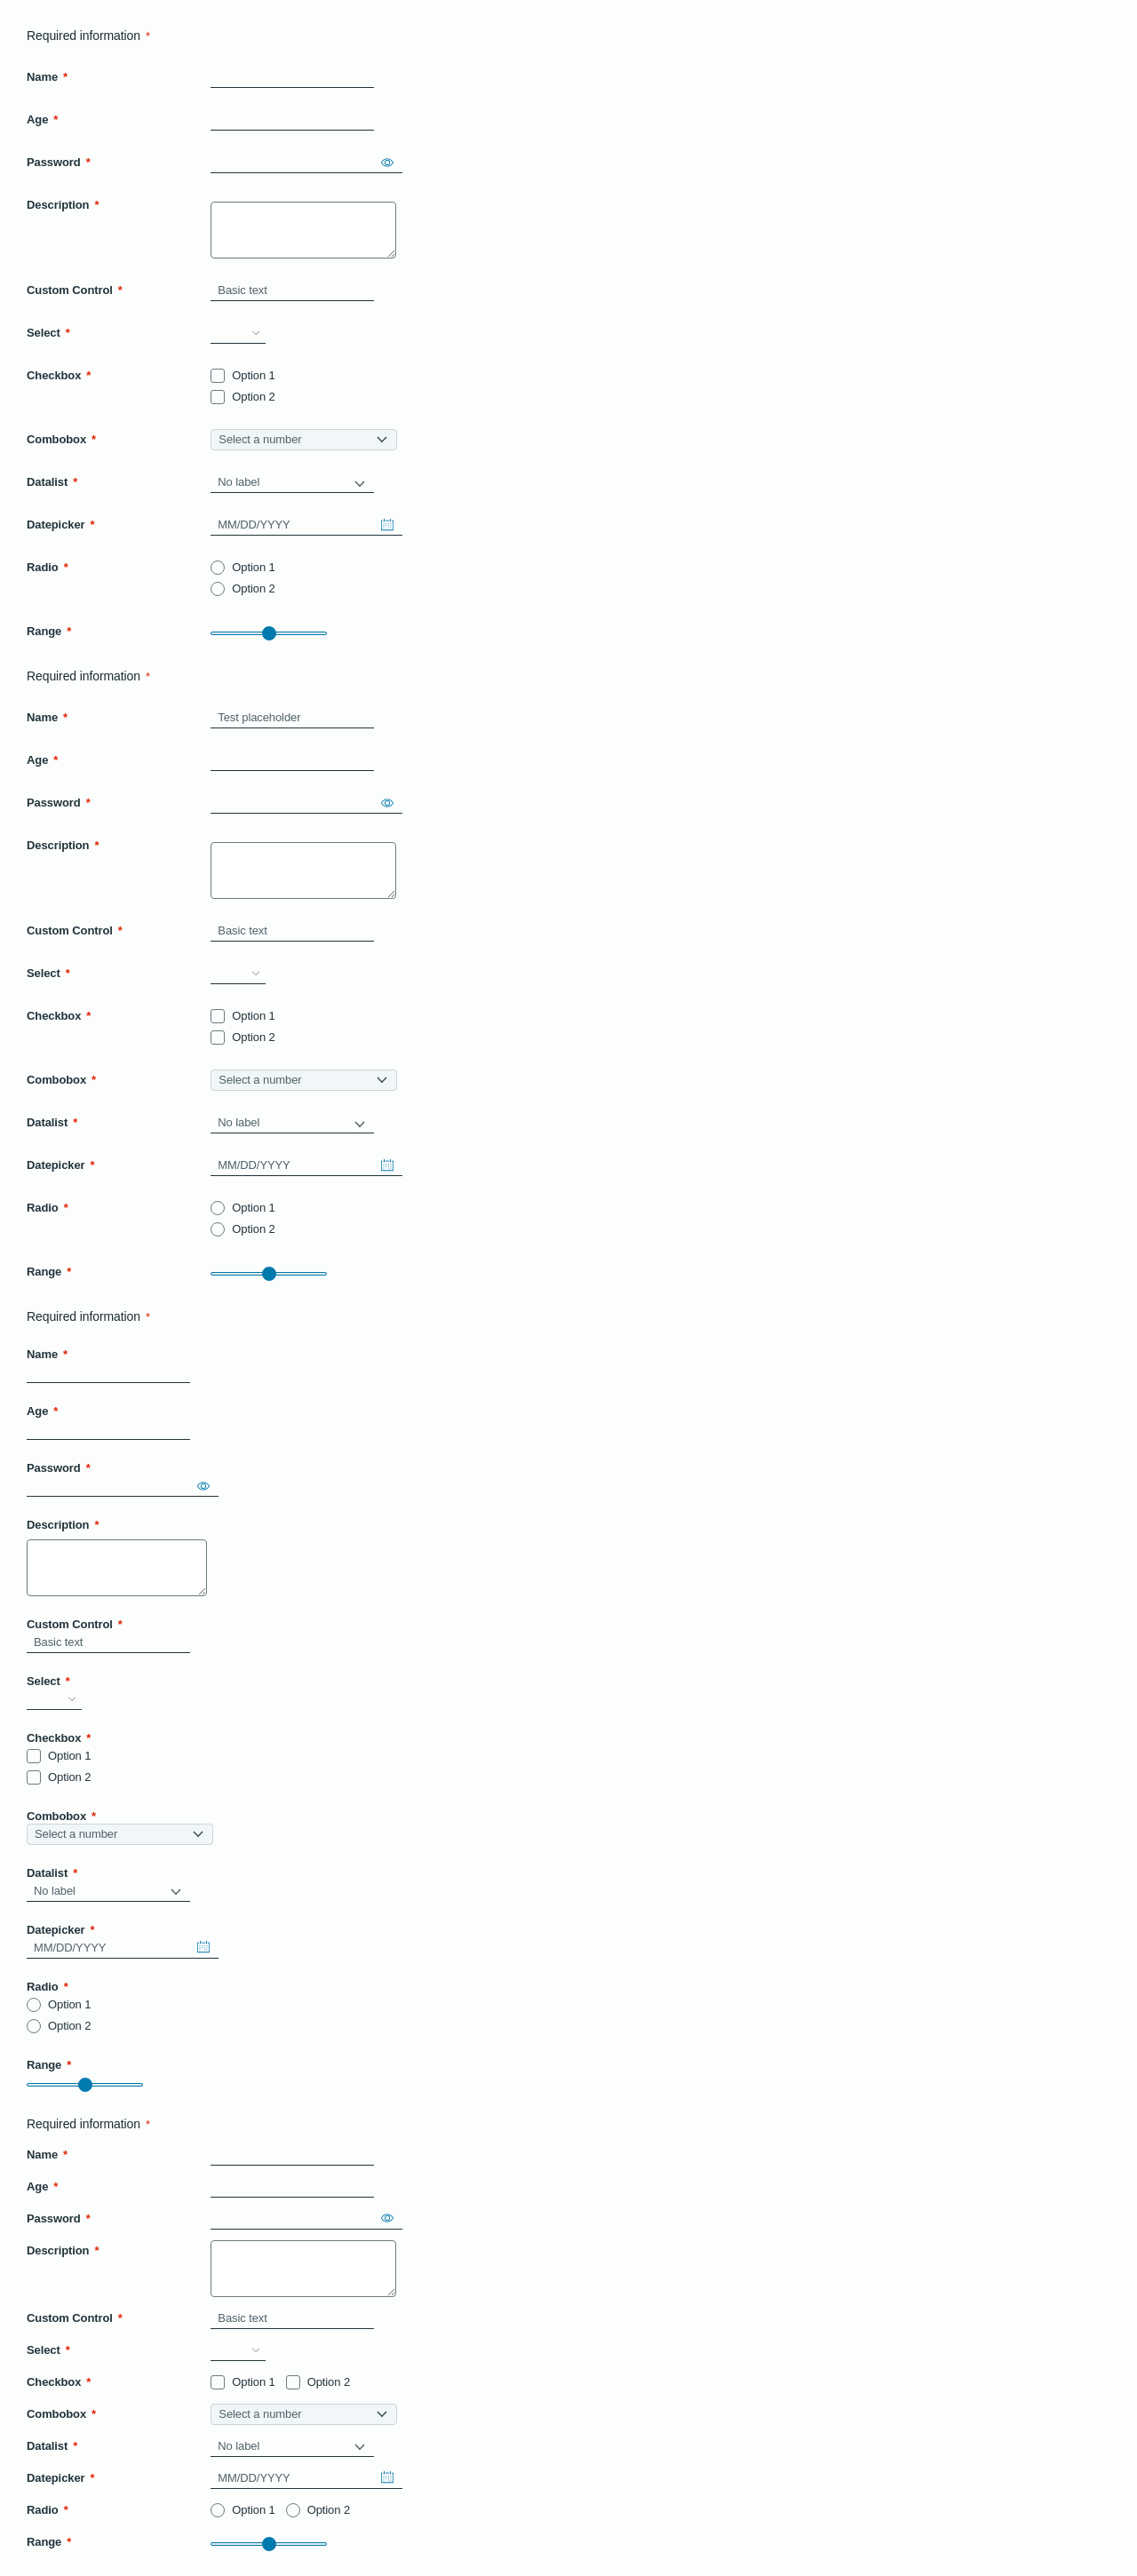 Required information *
Name *
Age *
Password *
Description *
Custom Control * Basic text
Select *
Checkbox * Option 1
Option 2
Combobox * Select a number
Datalist * No label
Datepicker * MM/DD/YYYY
Radio * Option 1
Option 2
Range *
Required information *
Name * Test placeholder
Age *
Password *
Description *
Custom Control * Basic text
Select *
Checkbox * Option 1
Option 2
Combobox * Select a number
Datalist * No label
Datepicker * MM/DD/YYYY
Radio * Option 1
Option 2
Range *
Required information *
Name *
Age *
Password *
Description *
Custom Control *
Basic text
Select *
Checkbox *
Option 1
Option 2
Combobox *
Select a number
Datalist *
No label
Datepicker *
MM/DD/YYYY
Radio *
Option 1
Option 2
Range *
Required information *
Name *
Age *
Password *
Description *
Custom Control * Basic text
Select *
Checkbox * Option 1 Option 2
Combobox * Select a number
Datalist * No label
Datepicker * MM/DD/YYYY
Radio * Option 1 Option 2
Range *